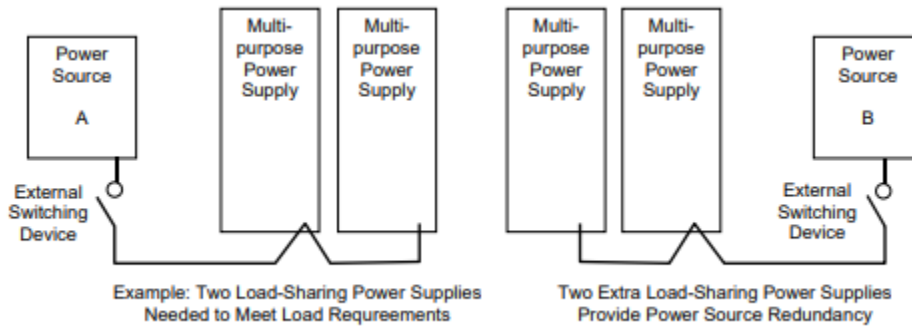 Power
Source
A
External
Switching
Device
Multi-
purpose
Power
Supply
Multi-
purpose
Power
Supply
Example: Two Load-Sharing Power Supplies
Needed to Meet Load Requreements
Multi-
purpose
Power
Supply
Multi-
purpose
Power
Supply
Power
Source
B
External
Switching
Device
Two Extra Load-Sharing Power Supplies
Provide Power Source Redundancy